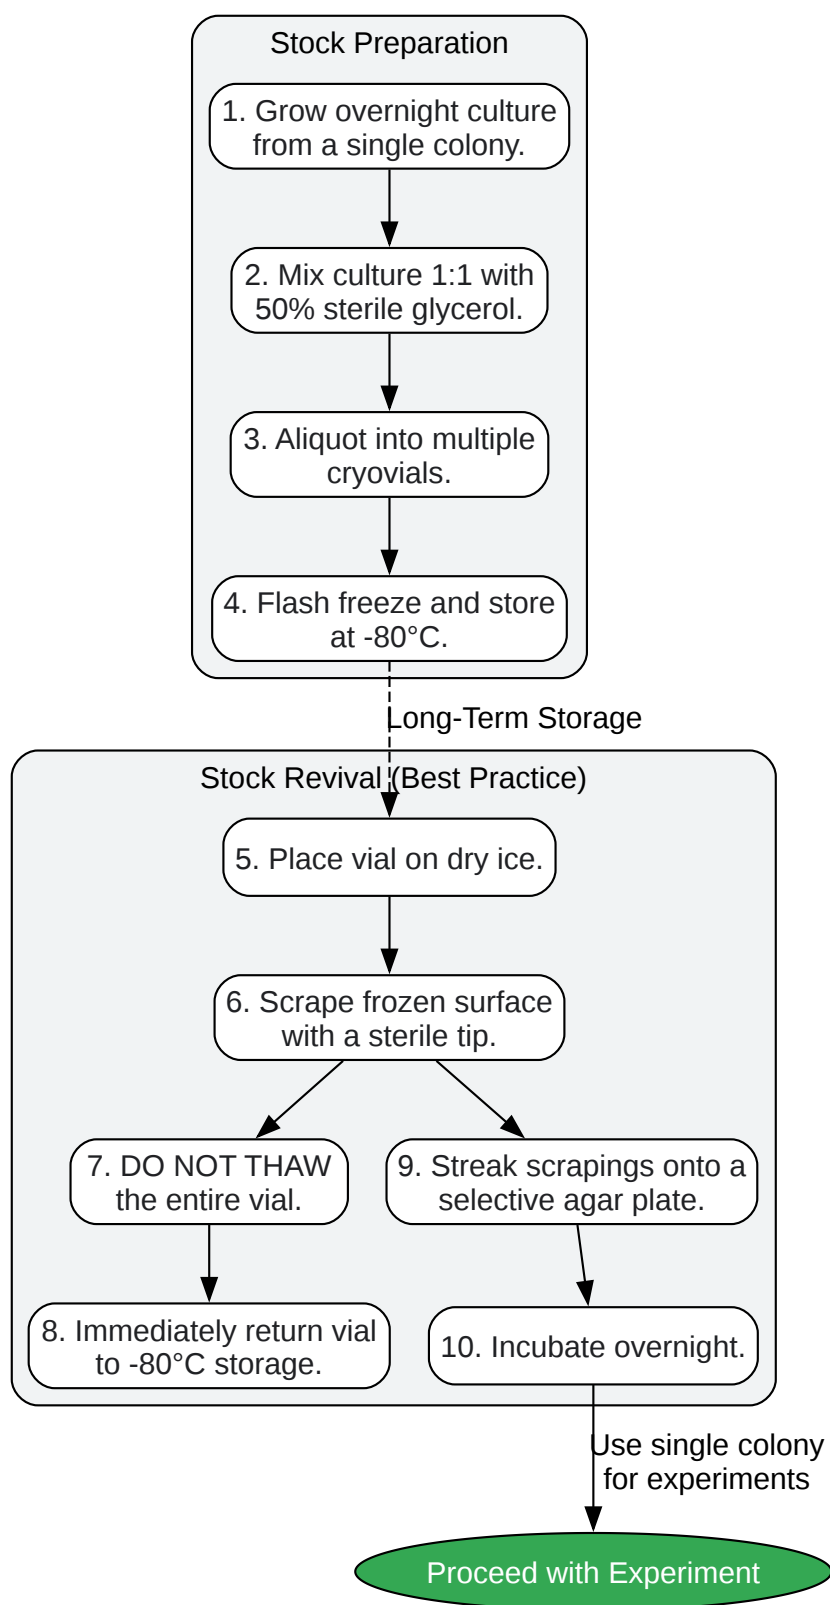 Stock Preparation
1. Grow overnight culture
from a single colony.
2. Mix culture 1:1 with
50% sterile glycerol.
3. Aliquot into multiple
cryovials.
4. Flash freeze and store
at -80°C.
Long-Term Storage
Stock Revival (Best Practice)
5. Place vial on dry ice.
6. Scrape frozen surface
with a sterile tip.
7. DO NOT THAW
the entire vial.
8. Immediately return vial
to -80°C storage.
9. Streak scrapings onto a
selective agar plate.
10. Incubate overnight.
Use single colony
for experiments
Proceed with Experiment